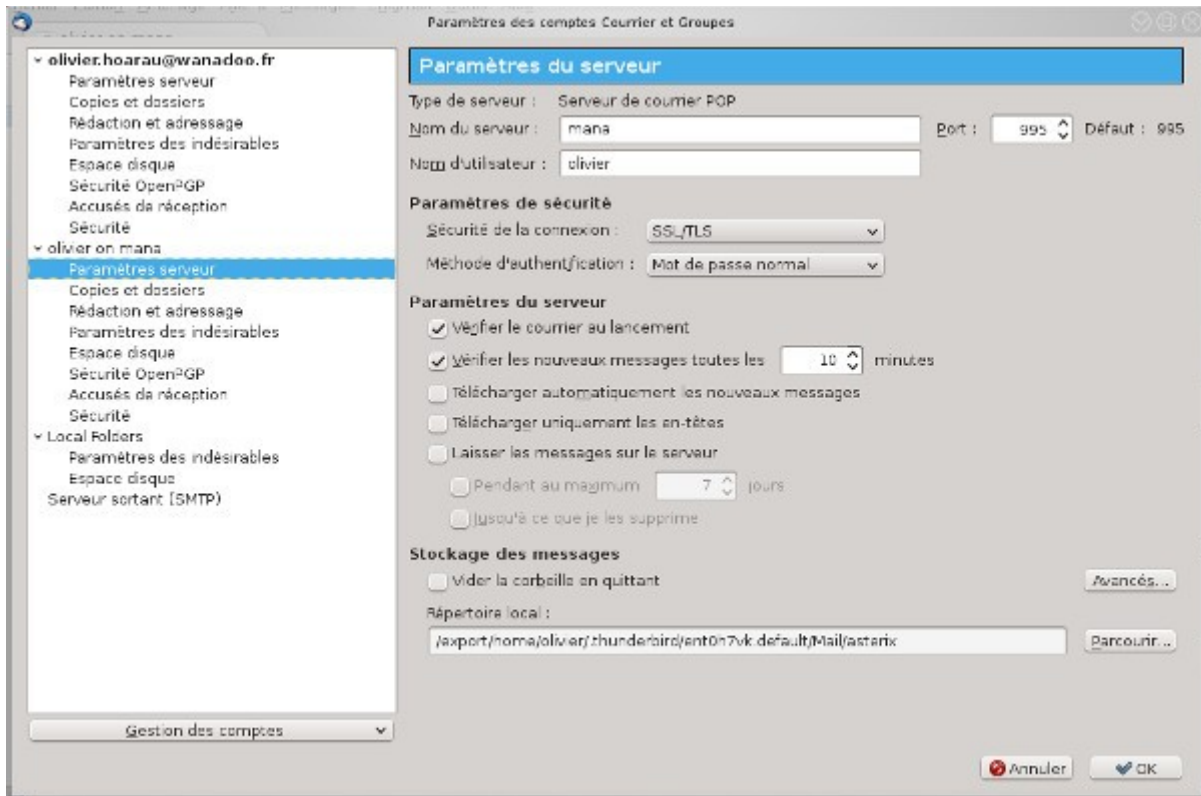 Paramètres des comptes Courrier et Groupes
olivier.hoarau@wanadoo.fr
Paramètres serveur
Copies et dossiers
Rédaction et adressage
Paramètres des indésirables
Espace disque
Sécurité OpenPGP
Accusés de réception
Sécurité
olivier on mana
Paramètres serveur
Copies et dossiers
Rédaction et adressage
Paramètres des indésirables
Espace disque
Sécurité OpenPGP
Accusés de réception
Sécurité
Local Folders
Paramètres des indésirables
Espace disque
Serveur sortant (SMTP)
Gestion des comptes
Paramètres du serveur
Type de serveur : Serveur de courrier POP
Nom du serveur : mana Port : 995 Défaut : 995
Nom d'utilisateur : olivier
Paramètres de sécurité
Sécurité de la connexion : SSL/TLS
Méthode d'authentification : Mot de passe normal
Paramètres du serveur
Vérifier le courrier au lancement
Vérifier les nouveaux messages toutes les 10 minutes
Télécharger automatiquement les nouveaux messages
Télécharger uniquement les en-têtes
Laisser les messages sur le serveur
Pendant au maximum 7 jours
Jusqu'à ce que je les supprime
Stockage des messages
Vider la corbeille en quittant Avancés...
Répertoire local :
/export/home/olivier/.thunderbird/ent0h7vk.default/Mail/asterix Parcourir...
Annuler OK